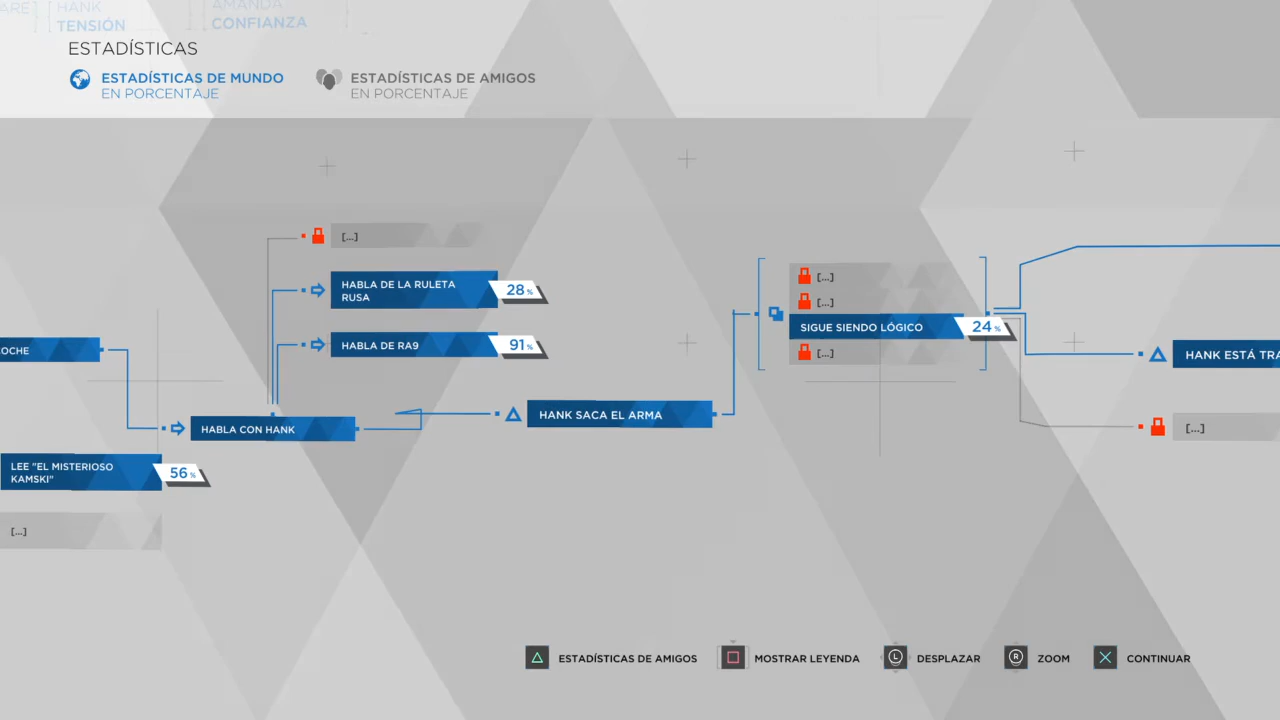 HANK
TENSIÓN
AMANDA
CONFIANZA
ESTADÍSTICAS
ESTADÍSTICAS DE MUNDO
EN PORCENTAJE
ESTADÍSTICAS DE AMIGOS
EN PORCENTAJE
[...]
HABLA DE LA RULETA
RUSA
28 %
HABLA DE RA9
91 %
OCHE
HABLA CON HANK
LEE "EL MISTERIOSO
KAMSKI"
56 %
[...]
HANK SACA EL ARMA
[...]
[...]
SIGUE SIENDO LÓGICO
24 %
[...]
HANK ESTÁ TRA
[...]
ESTADÍSTICAS DE AMIGOS
MOSTRAR LEYENDA
L
DESPLAZAR
R
ZOOM
CONTINUAR